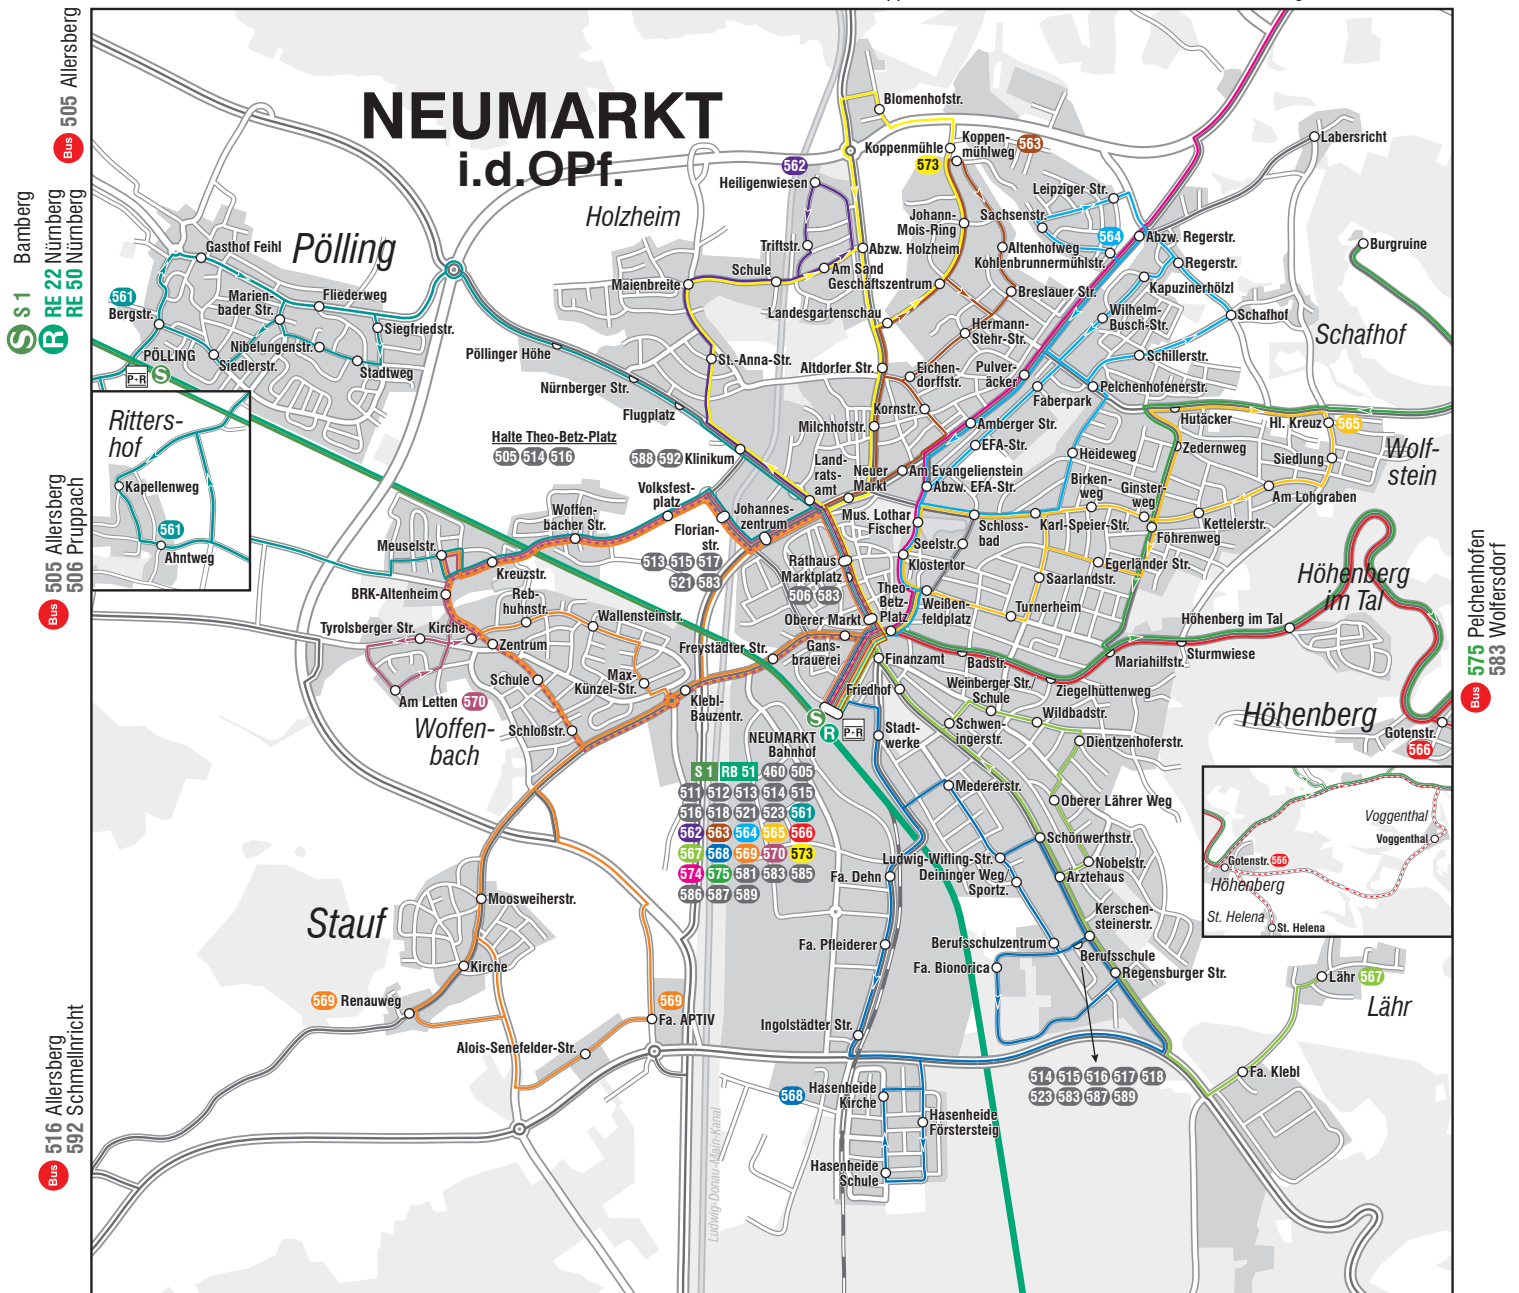 NEUMARKT
i.d.OPf.
Bus 505 Allersberg
S S 1 Bamberg
R RE 22 Nürnberg
RE 50 Nürnberg
Bus 505 Allersberg
506 Pruppach
Bus 516 Allersberg
592 Schmellnricht
Bus 575 Pelchenhofen
583 Wolfersdorf
Blomenhofstr.
Koppenmühle
573
Koppen-
mühlweg
563
Labersricht
562
Heiligenwiesen
Holzheim
Leipziger Str.
Sachsenstr.
564
Abzw. Regerstr.
Burgruine
Johann-
Mois-Ring
Altenhofweg
Kohlenbrunnermühlstr.
Regerstr.
Kapuzinerhölzl
Triftstr.
Abzw. Holzheim
Schule
Am Sand
Geschäftszentrum
Maienbreite
Breslauer Str.
Wilhelm-
Busch-Str.
Schafhof
Schafhof
Landesgartenschau
Hermann-
Stehr-Str.
Schillerstr.
Pölling
Gasthof Feihl
561
Bergstr.
Marien-
bader Str.
Fliederweg
Siegfriedstr.
Nibelungenstr.
Siedlerstr.
Stadtweg
PÖLLING
P+R
S
Pöllinger Höhe
Nürnberger Str.
Flugplatz
St.-Anna-Str.
Altdorfer Str.
Eichen-
dorffstr.
Pulver-
äcker
Faberpark
Pelchenhofenerstr.
Kornstr.
Milchhofstr.
Amberger Str.
EFA-Str.
Hutäcker
Hl. Kreuz
565
Zedernweg
Siedlung
Wolf-
stein
Heideweg
Halte Theo-Betz-Platz
505 514 516
588 592 Klinikum
Land-
rats-
amt
Neuer
Markt
Am Evangelienstein
Abzw. EFA-Str.
Birken-
weg
Ginster-
weg
Am Lohgraben
Ritters-
hof
Kapellenweg
561
Ahntweg
Volksfest-
platz
Woffen-
bacher Str.
Johannes-
zentrum
Florian-
str.
513 515 517
521 583
Mus. Lothar
Fischer
Schloss-
bad
Karl-Speier-Str.
Kettelerstr.
Föhrenweg
Seelstr.
Klostertor
Egerländer Str.
Saarlandstr.
Meuselstr.
Kreuzstr.
BRK-Altenheim
Reb-
huhnstr.
Wallensteinstr.
Rathaus
Marktplatz
506 583
Theo-
Betz-
Platz
Weißen-
feldplatz
Turnerheim
Höhenberg
im Tal
Höhenberg im Tal
Sturmwiese
Tyrolsberger Str.
Kirche
Zentrum
Oberer Markt
Freystädter Str.
Gans-
brauerei
Finanzamt
Badstr.
Mariahilfstr.
Ziegelhüttenweg
Schule
Max-
Künzel-Str.
Klebl-
Bauzentr.
Friedhof
Weinberger Str./
Schule
Am Letten 570
Woffen-
bach
Schloßstr.
Schwen-
ingerstr.
Wildbadstr.
Dientzenhoferstr.
Höhenberg
Gotenstr.
566
S
R
P+R
NEUMARKT
Bahnhof
S 1 RB 51 460 505
511 512 513 514 515
516 518 521 523 561
562 563 564 565 566
567 568 569 570 573
574 575 581 583 585
586 587 589
Stadt-
werke
Medererstr.
Oberer Lährer Weg
Schönwerthstr.
Nobelstr.
Ärztehaus
Ludwig-Wifling-Str.
Deininger Weg/
Sportz.
Fa. Dehn
Voggenthal
Voggenthal
Gotenstr. 566
Höhenberg
St. Helena
St. Helena
Kerschen-
steinerstr.
Berufsschulzentrum
Berufsschule
Fa. Pfleiderer
Fa. Bionorica
Regensburger Str.
Lähr 567
Lähr
Stauf
Moosweiherstr.
Kirche
569 Renauweg
569
Fa. APTIV
Alois-Senefelder-Str.
Ingolstädter Str.
Fa. Klebl
514 515 516 517 518
523 583 587 589
568
Hasenheide
Kirche
Hasenheide
Förstersteig
Hasenheide
Schule
Ludwig-Donau-Main-Kanal